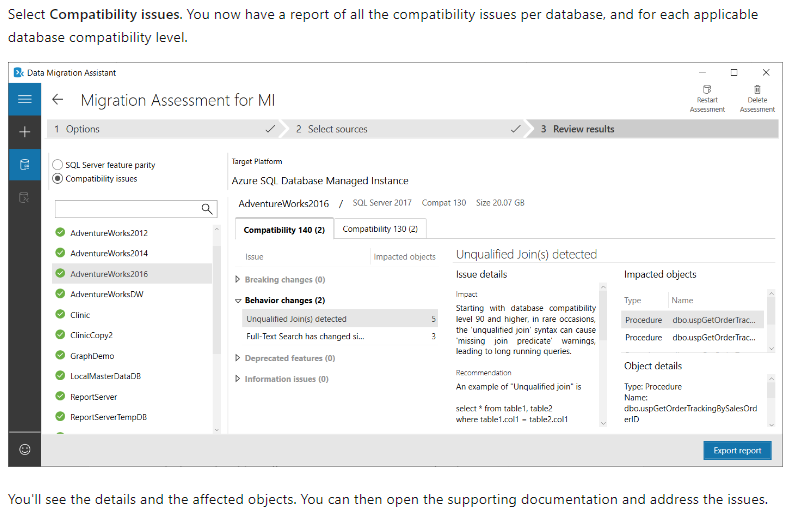 Select Compatibility issues. You now have a report of all the compatibility issues per database, and for each applicable
database compatibility level.
Data Migration Assistant
Migration Assessment for MI
Restart
Assessment
Delete
Assessment
1 Options
2 Select sources
3 Review results
SQL Server feature parity
Compatibility issues
AdventureWorks2012
AdventureWorks2014
AdventureWorks2016
AdventureWorksDW
Clinic
ClinicCopy2
GraphDemo
LocalMasterDataDB
ReportServer
ReportServerTempDB
Target Platform
Azure SQL Database Managed Instance
AdventureWorks2016 / SQL Server 2017 Compat 130 Size 20.07 GB
Compatibility 140 (2)
Compatibility 130 (2)
Issue
Impacted objects
Breaking changes (0)
Behavior changes (2)
Unqualified Join(s) detected 5
Full-Text Search has changed si... 3
Deprecated features (0)
Information issues (0)
Unqualified Join(s) detected
Issue details
Impact
Starting with database compatibility
level 90 and higher, in rare occasions,
the 'unqualified join' syntax can cause
'missing join predicate' warnings,
leading to long running queries.
Recommendation
An example of "Unqualified join" is
select * from table1, table2
where table1.col1 = table2.col1
Impacted objects
Type Name
Procedure dbo.uspGetOrderTrac...
Procedure dbo.uspGetOrderTrac...
Object details
Type: Procedure
Name:
dbo.uspGetOrderTrackingBySalesOrd
erID
Export report
You'll see the details and the affected objects. You can then open the supporting documentation and address the issues.